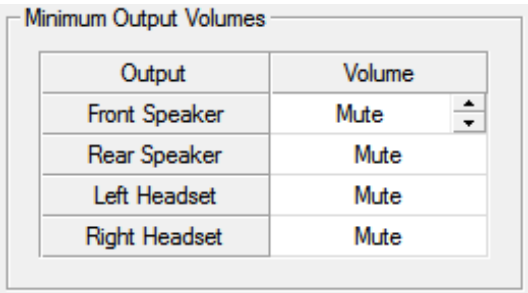 Minimum Output Volumes
Output Volume
Front Speaker Mute
Rear Speaker Mute
Left Headset Mute
Right Headset Mute